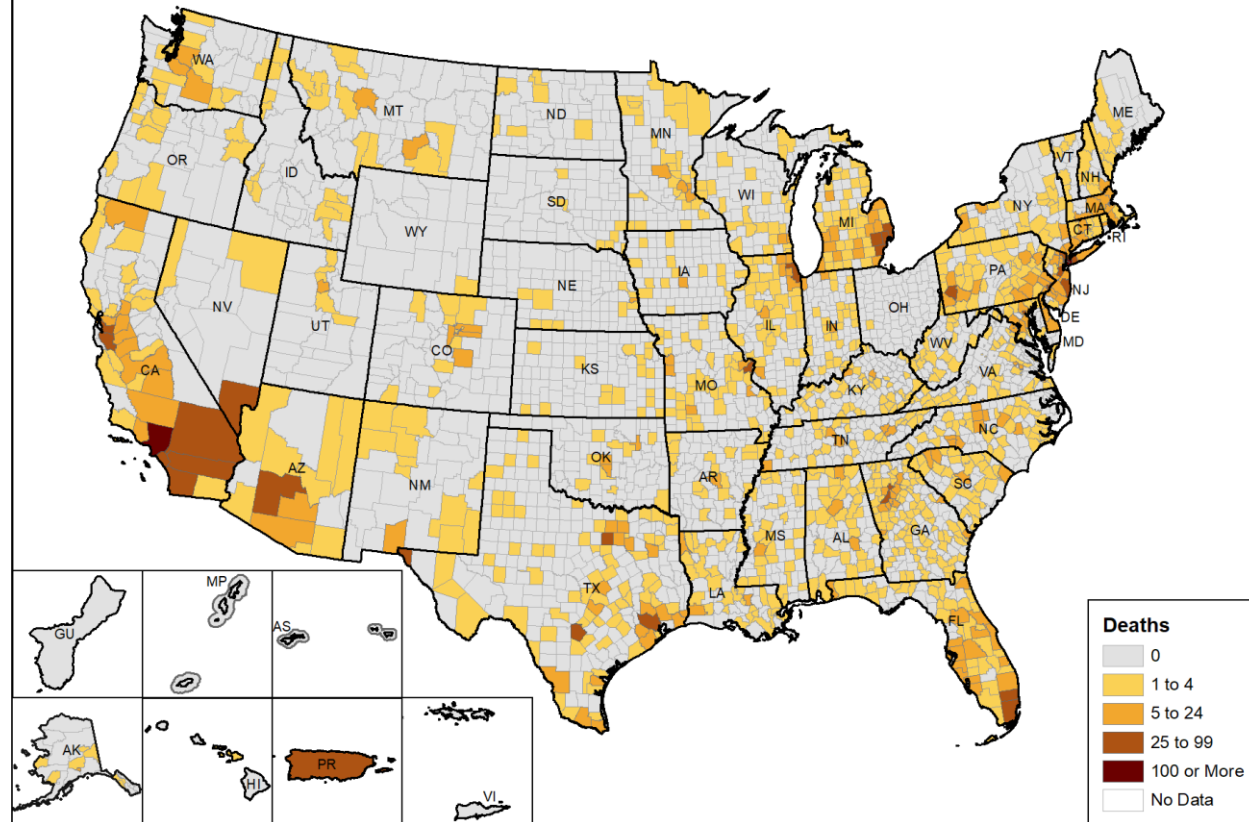 WA
MT
ND
MN
ME
OR
ID
SD
WI
VT
NH
NY
MA
MI
CT
RI
WY
IA
PA
NE
NJ
NV
UT
IL
IN
OH
DE
CO
MD
WV
CA
KS
MO
VA
KY
NC
TN
AZ
OK
NM
AR
SC
MS
AL
GA
TX
LA
FL
GU
MP
AS
AK
HI
PR
VI
Deaths
0
1 to 4
5 to 24
25 to 99
100 or More
No Data